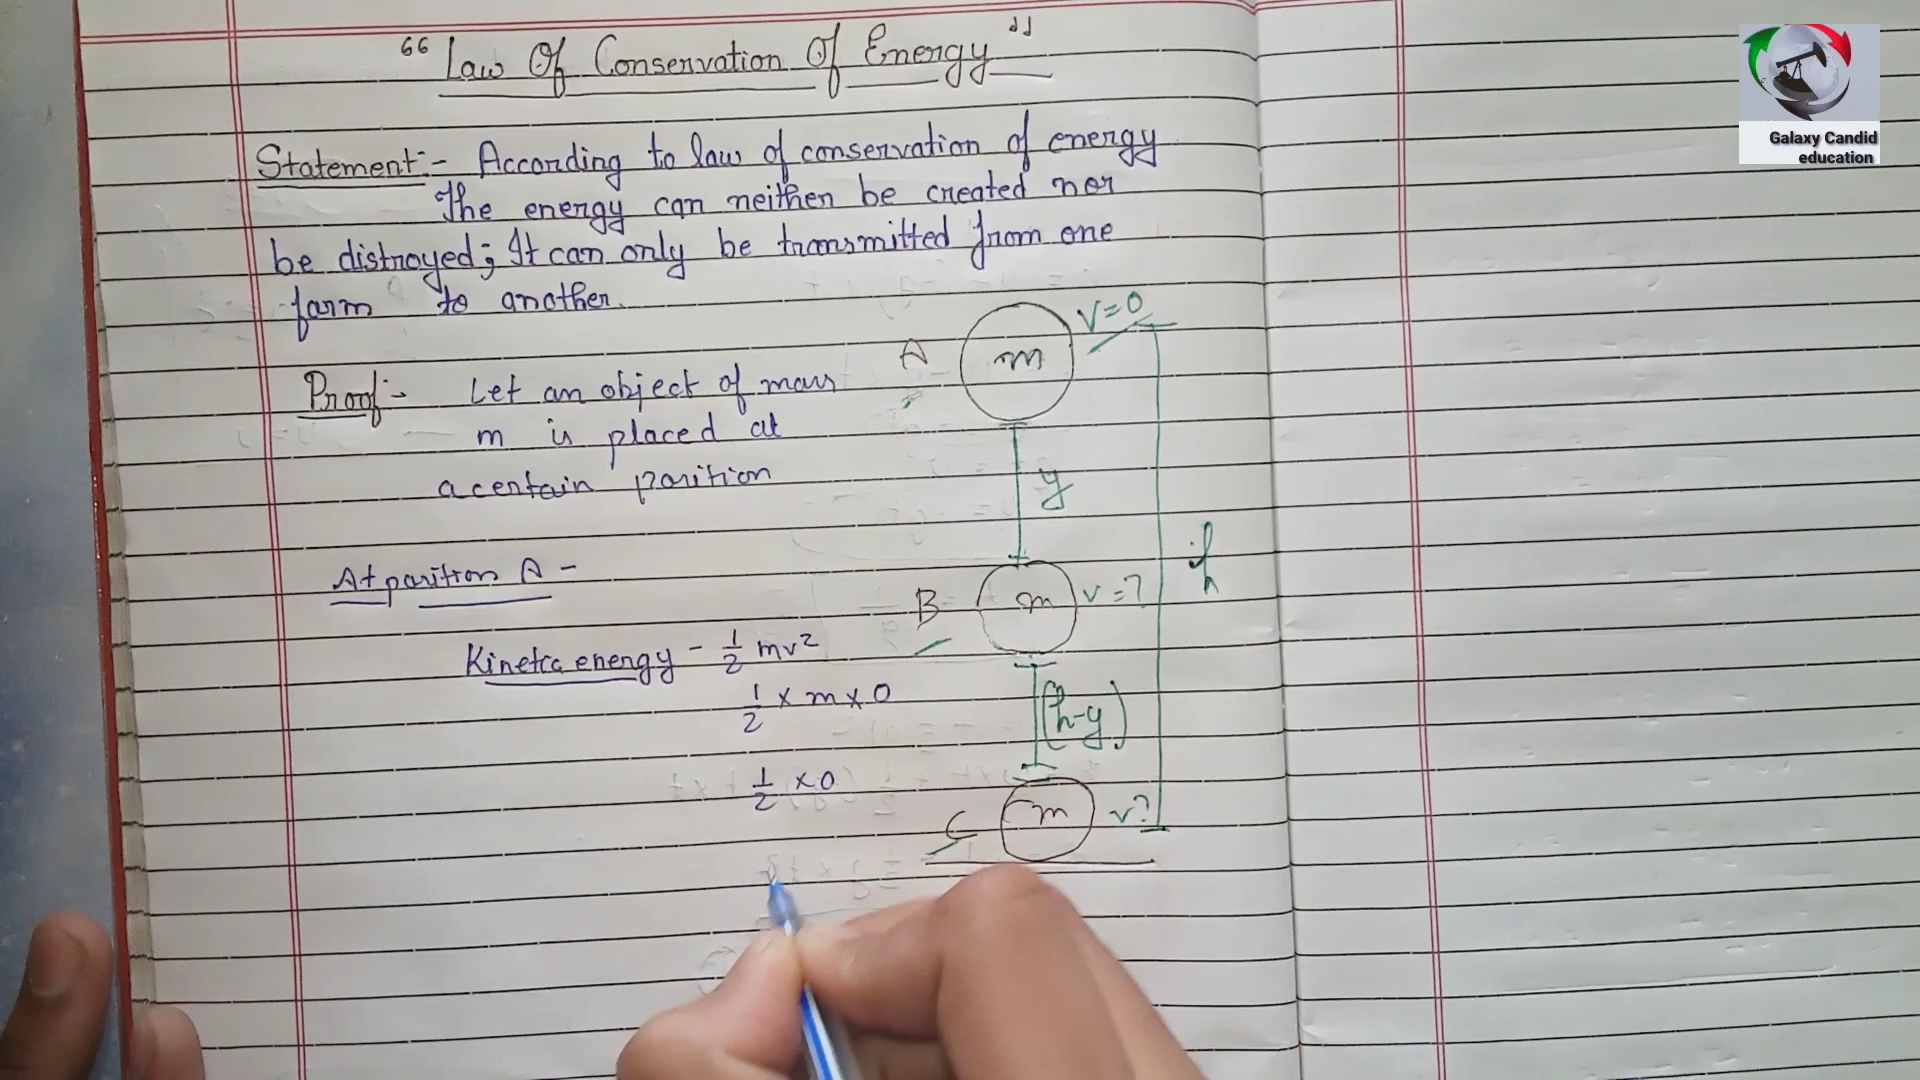 “Law Of Conservation Of Energy”
Galaxy Candid
education
Statement:- According to law of conservation of energy
The energy can neither be created nor
be distroyed; It can only be transmitted from one
farm to another.
Proof:- Let an object of mass
m is placed at
a certain position
At position A -
Kinetic energy - 1/2 mv²
1/2 × m × 0
1/2 × 0
A
m
V=0
y
h
B
m
v=?
(h-y)
C
m
v?